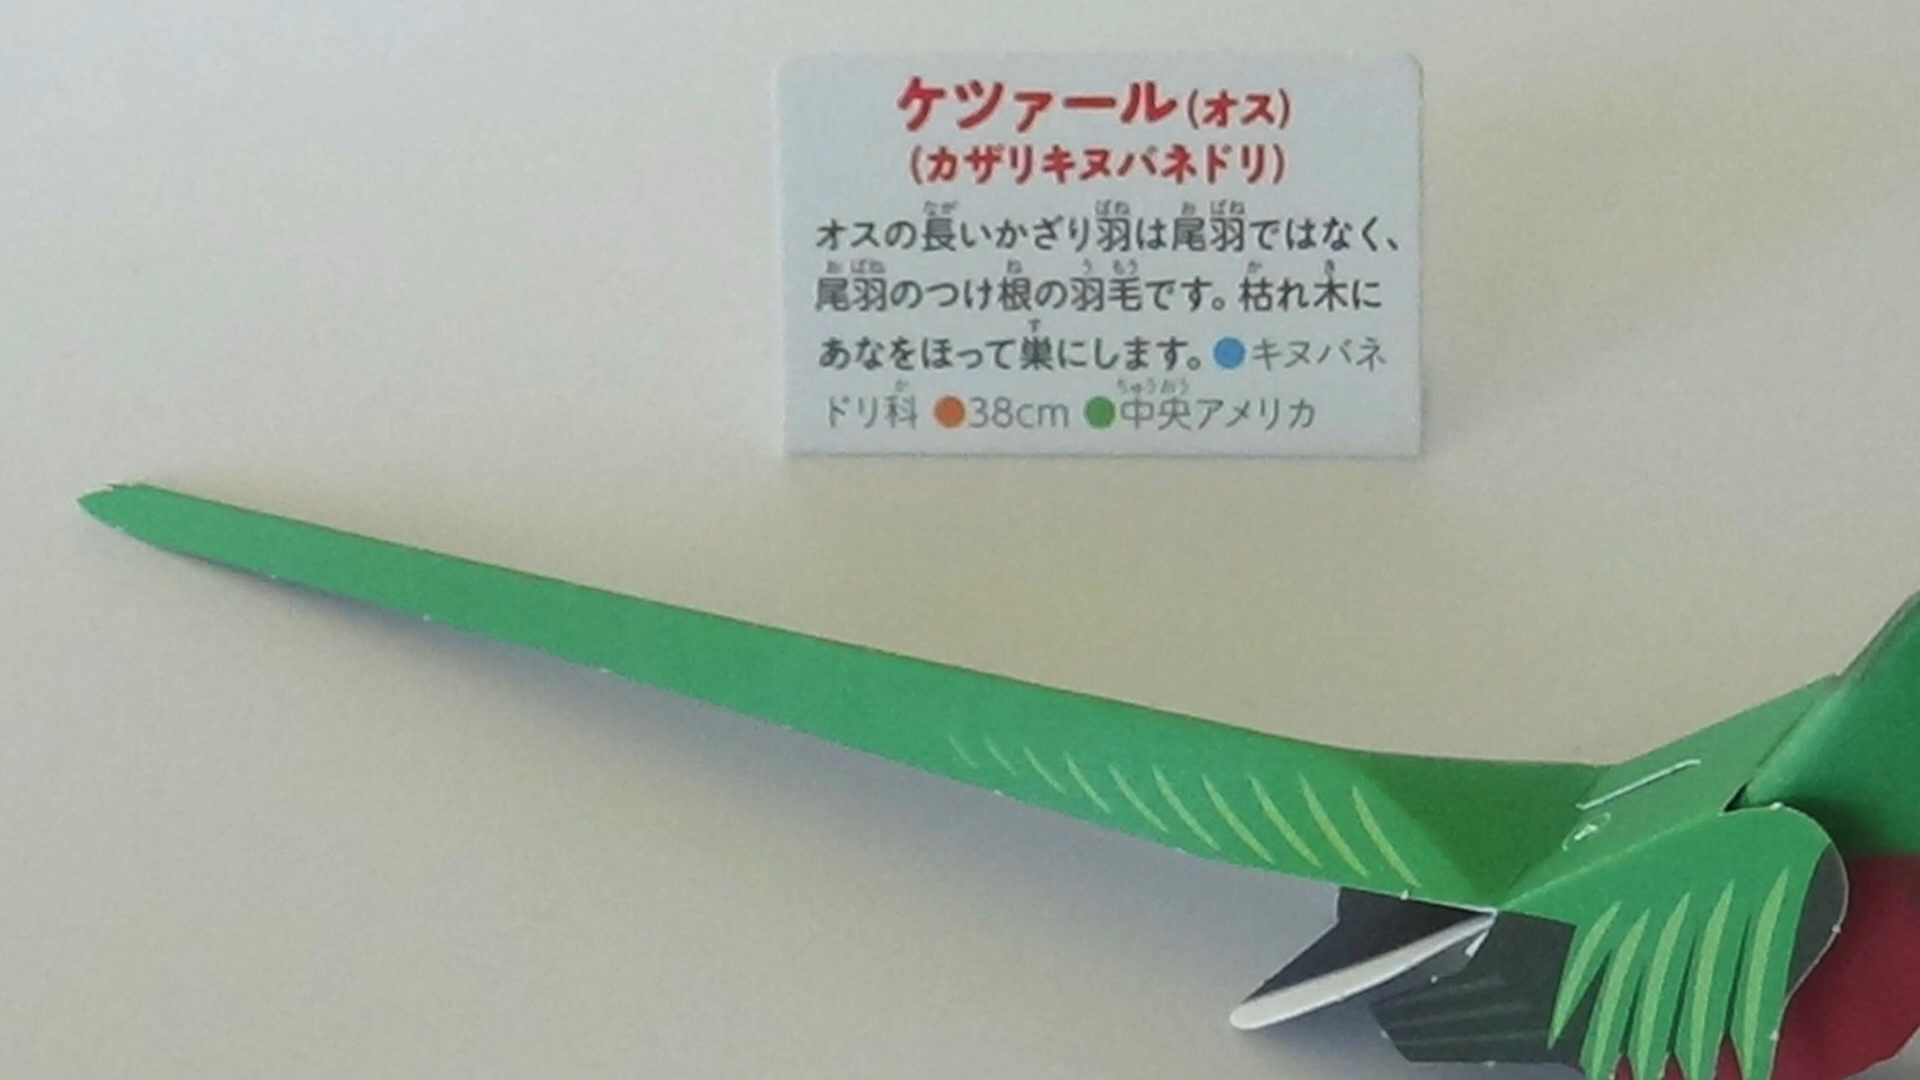 ケツァール(オス)
(カザリキヌバネドリ)
オスの長いかざり羽は尾羽ではなく、
尾羽のつけ根の羽毛です。枯れ木に
あなをほって巣にします。●キヌバネ
ドリ科 ●38cm ●中央アメリカ